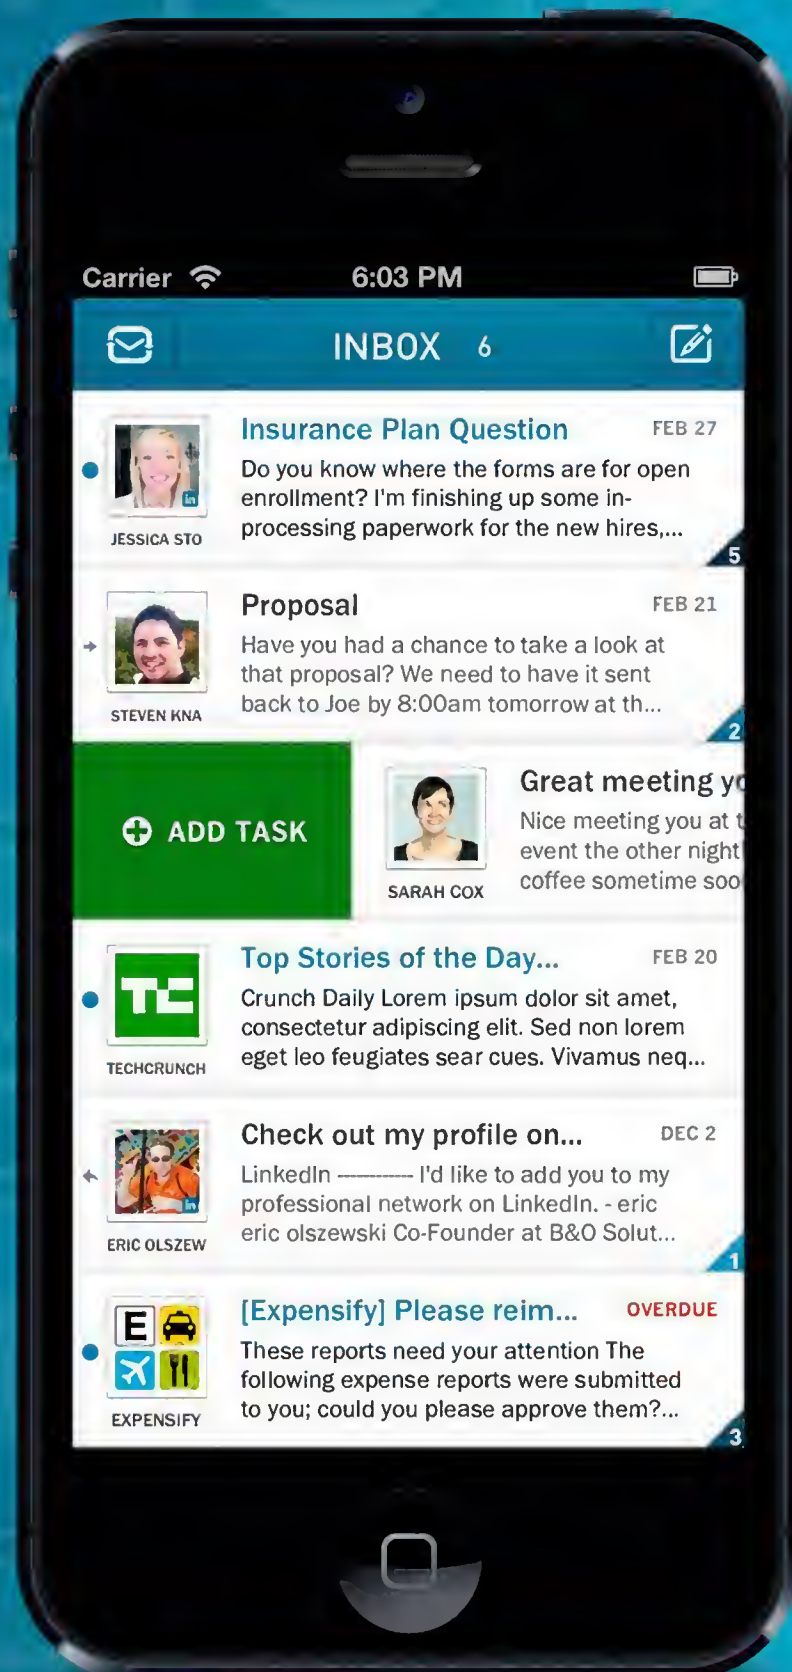 Carrier 6:03 PM
INBOX 6
Insurance Plan Question FEB 27
Do you know where the forms are for open
enrollment? I'm finishing up some in-
processing paperwork for the new hires,...
JESSICA STO
5
Proposal FEB 21
Have you had a chance to take a look at
that proposal? We need to have it sent
back to Joe by 8:00am tomorrow at th...
STEVEN KNA
2
ADD TASK
Great meeting yo
Nice meeting you at t
event the other night
coffee sometime soo
SARAH COX
TC
Top Stories of the Day... FEB 20
Crunch Daily Lorem ipsum dolor sit amet,
consectetur adipiscing elit. Sed non lorem
eget leo feugiates sear cues. Vivamus neq...
TECHCRUNCH
Check out my profile on... DEC 2
LinkedIn ----------- I'd like to add you to my
professional network on LinkedIn. - eric
eric olszewski Co-Founder at B&O Solut...
in
ERIC OLSZEW
1
E
[Expensify] Please reim... OVERDUE
These reports need your attention The
following expense reports were submitted
to you; could you please approve them?...
EXPENSIFY
3